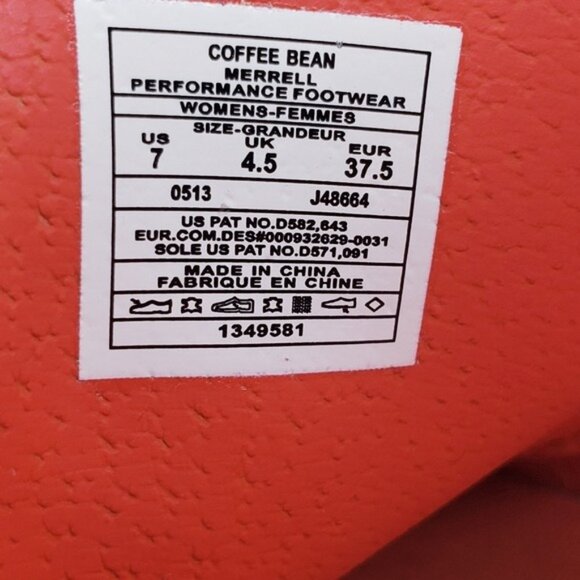 COFFEE BEAN
MERRELL
PERFORMANCE FOOTWEAR
WOMENS-FEMMES
SIZE-GRANDEUR
US UK EUR
7 4.5 37.5
0513 J48664
US PAT NO.D582,643
EUR.COM.DES#000932629-0031
SOLE US PAT NO.D571,091
MADE IN CHINA
FABRIQUE EN CHINE
1349581